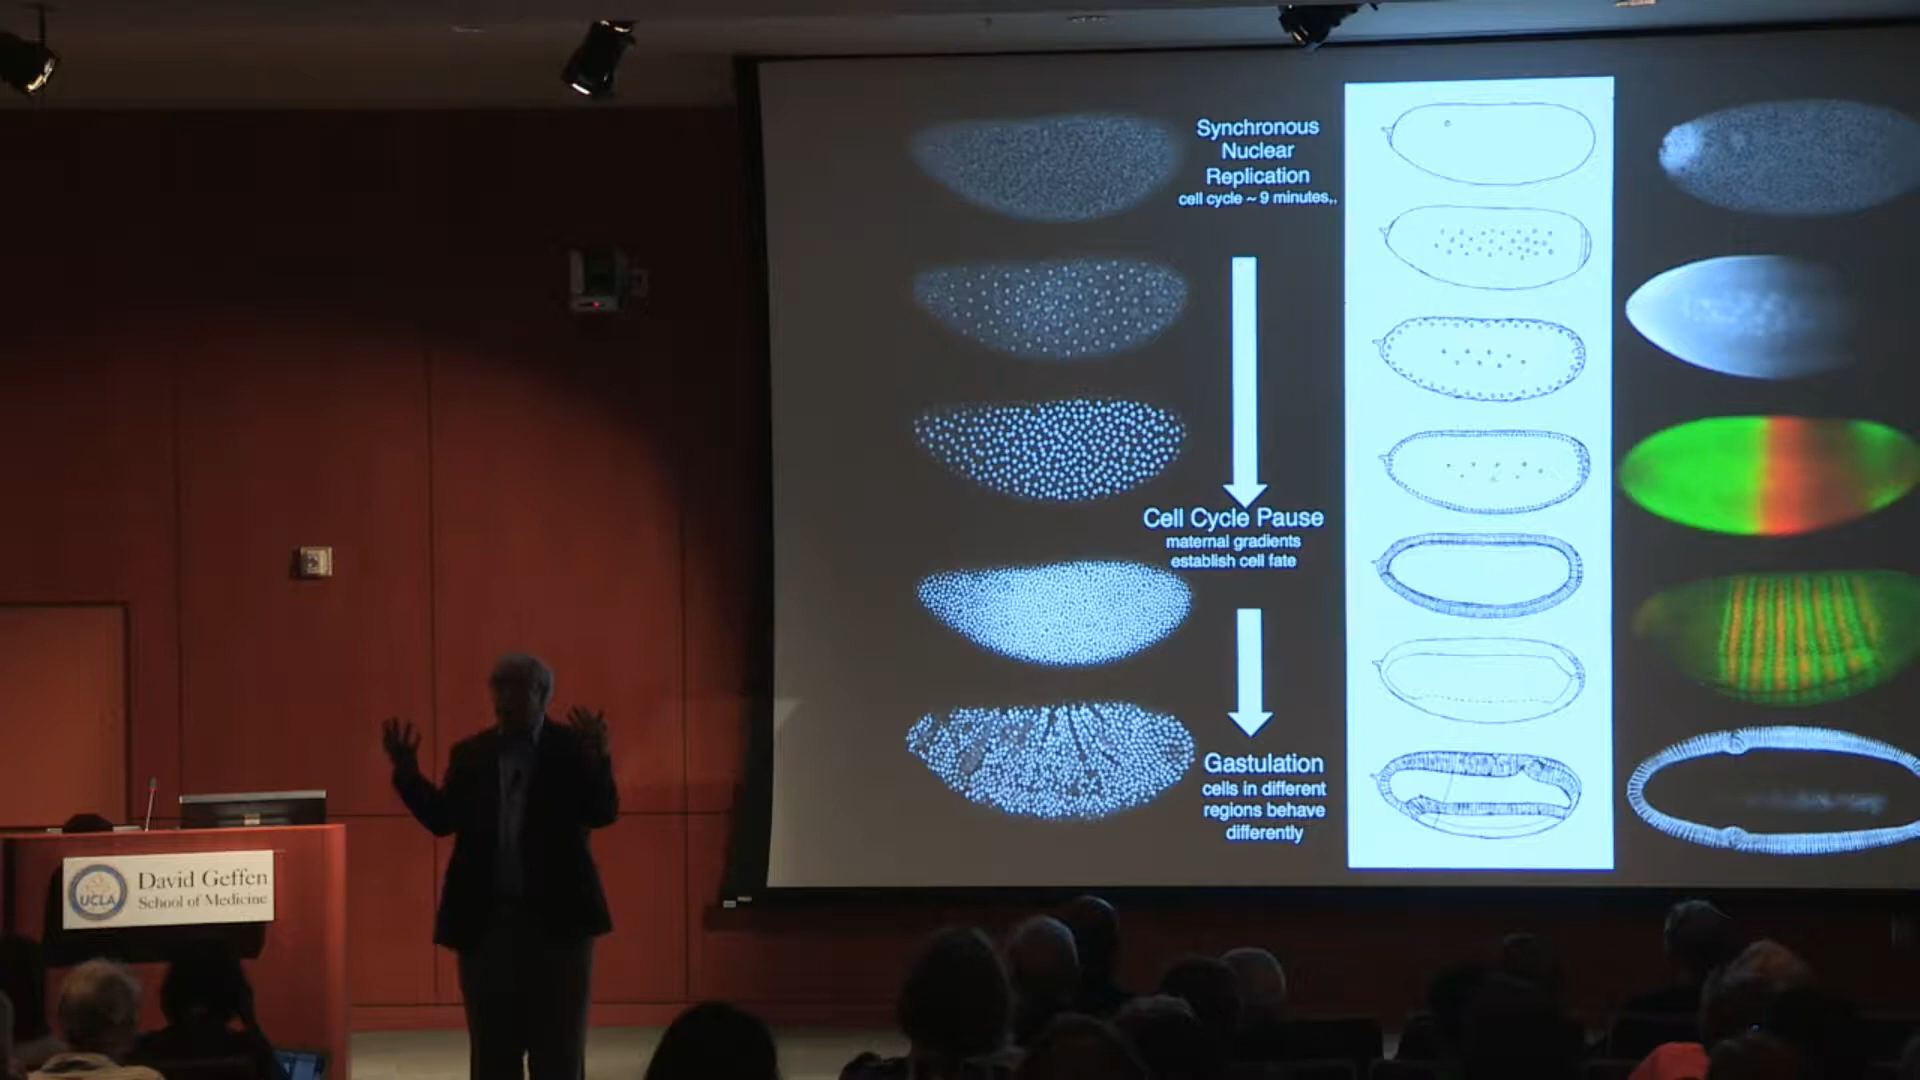 Synchronous
Nuclear
Replication
cell cycle ~ 9 minutes,,
Cell Cycle Pause
maternal gradients
establish cell fate
Gastulation
cells in different
regions behave
differently
UCLA
David Geffen
School of Medicine